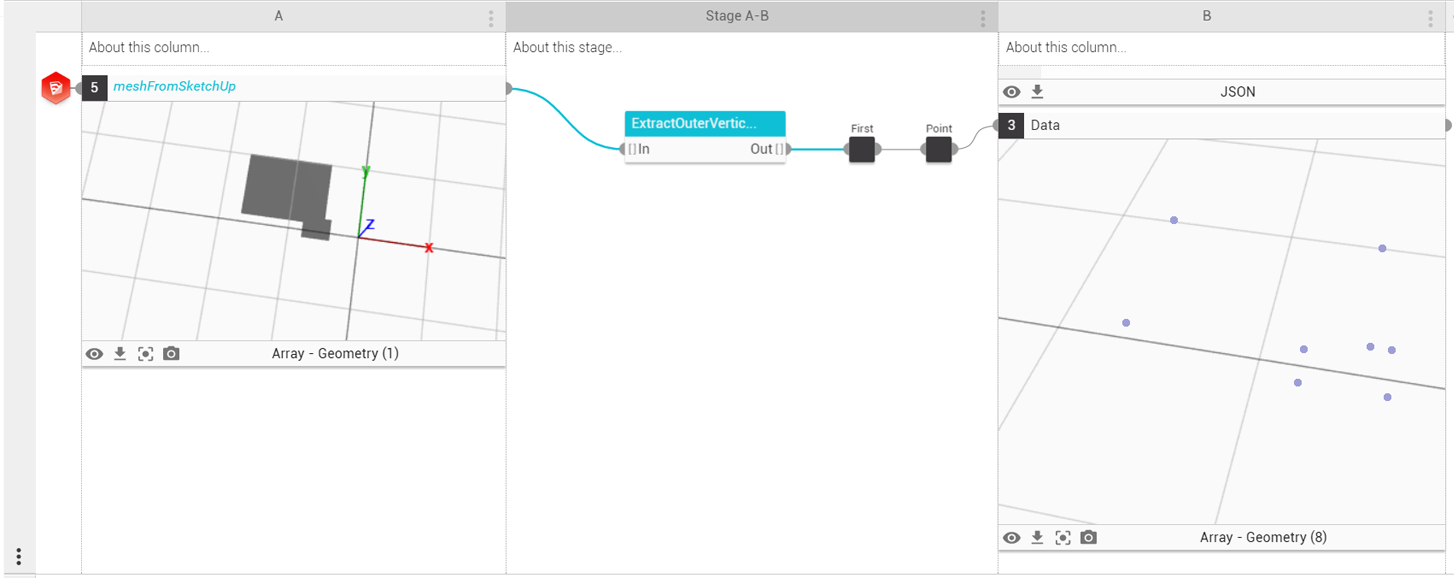 A
Stage A-B
B
About this column...
About this stage...
About this column...
5 meshFromSketchUp
y
Z
x
Array - Geometry (1)
ExtractOuterVertic...
[] In
Out []
First
Point
JSON
3 Data
Array - Geometry (8)